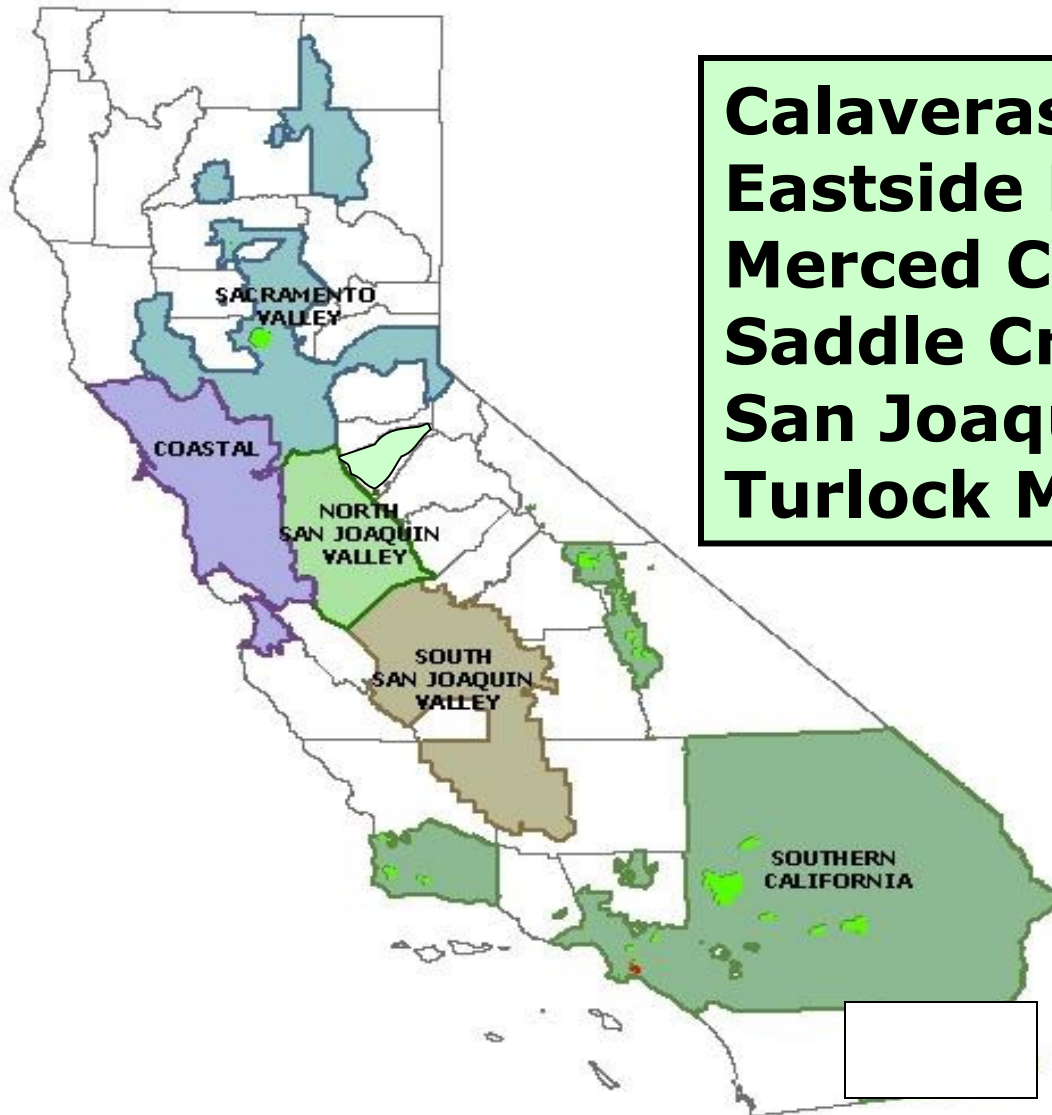 Calaveras
Eastside
Merced C
Saddle Cr
San Joaqu
Turlock M
SACRAMENTO
VALLEY
COASTAL
NORTH
SAN JOAQUIN
VALLEY
SOUTH
SAN JOAQUIN
VALLEY
SOUTHERN
CALIFORNIA